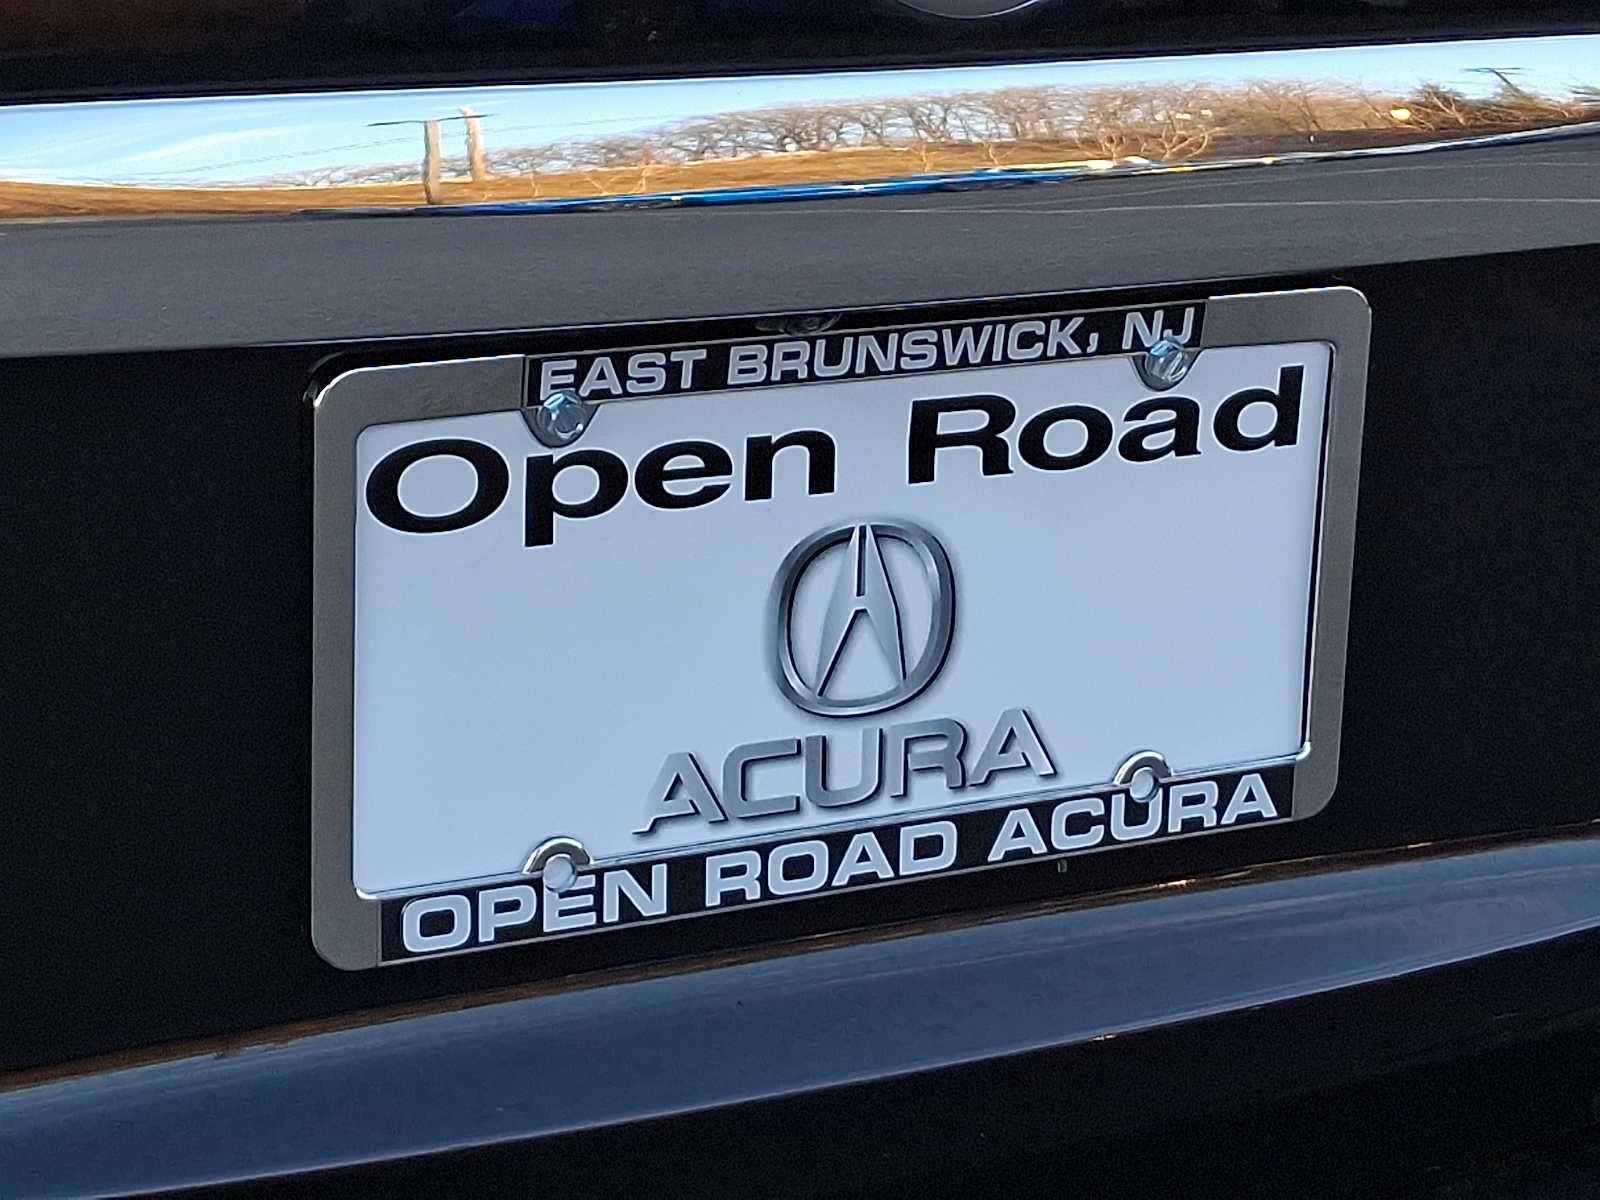 EAST BRUNSWICK, NJ
Open Road
ACURA
OPEN ROAD ACURA